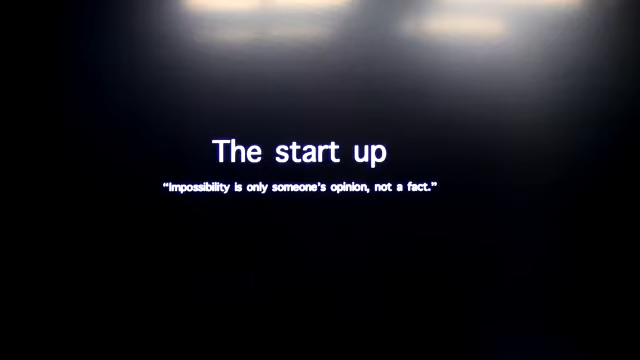 The start up
“Impossibility is only someone’s opinion, not a fact.”